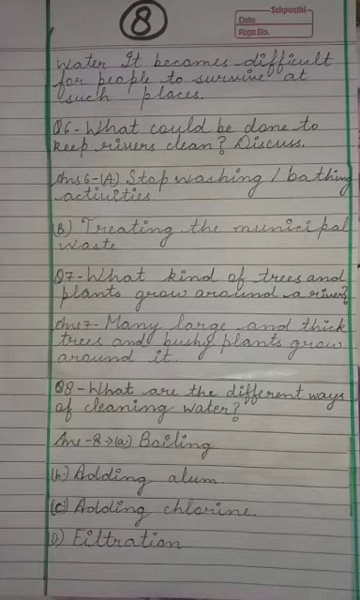 8
Sakpoathi
Date
Page No.
water It becomes difficult
for people to survive at
such places.
Q6-What could be done to
keep rivers clean? Discuss.
Ans6-(A) Stop washing / bathing
activities
(B) Treating the municipal
waste
Q7-What kind of trees and
plants grow around a river?
Ans7-Many large and thick
trees and bushy plants grow
around it.
Q8-What are the different ways
of cleaning water?
Ans-8→(a) Boiling
(b) Adding alum.
(C) Adding chlorine.
D) Filtration